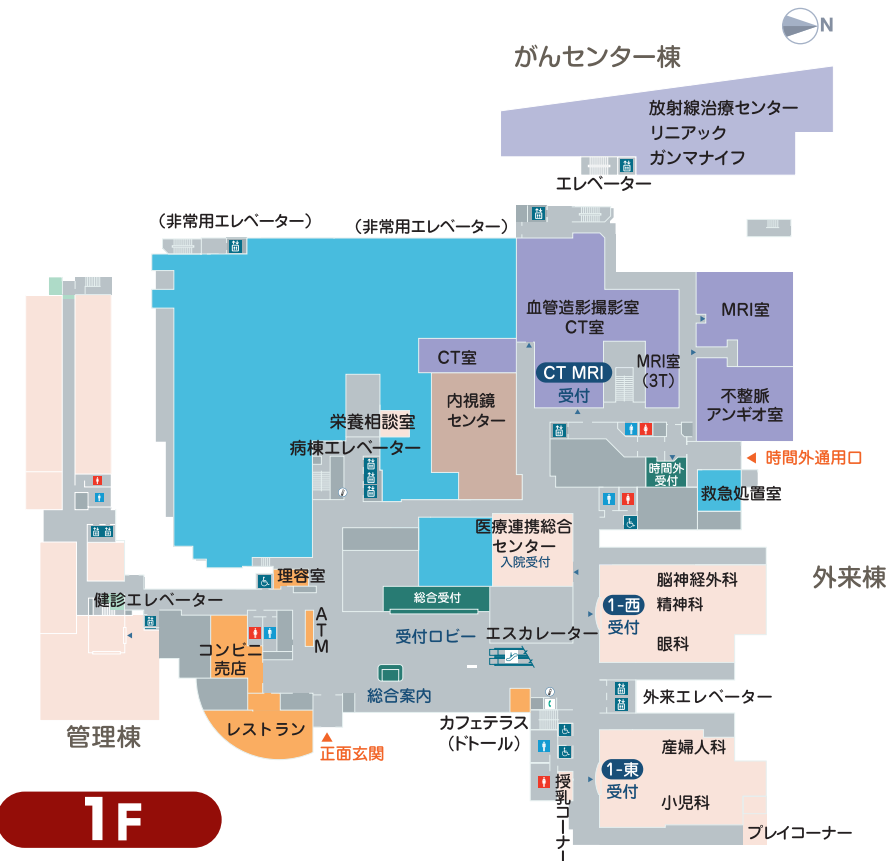 N
がんセンター棟
放射線治療センター
リニアック
ガンマナイフ
エレベーター
（非常用エレベーター）
（非常用エレベーター）
血管造影撮影室
CT室
MRI室
CT室
MRI室
（3T）
CT MRI
受付
不整脈
アンギオ室
内視鏡
センター
栄養相談室
病棟エレベーター
時間外通用口
時間外
受付
救急処置室
医療連携総合
センター
入院受付
外来棟
理容室
健診エレベーター
総合受付
脳神経外科
1-西
精神科
受付
眼科
ATM
受付ロビー
エスカレーター
コンビニ
売店
総合案内
外来エレベーター
レストラン
カフェテラス
（ドトール）
管理棟
正面玄関
産婦人科
1-東
受付
小児科
授乳コーナー
プレイコーナー
1F